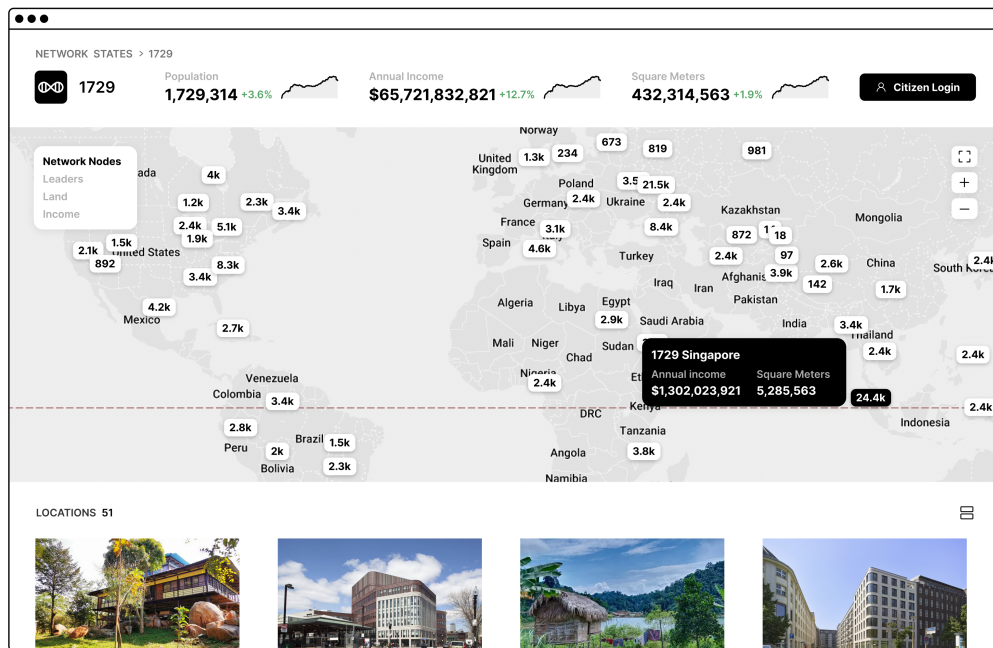 NETWORK STATES > 1729
1729
Population
1,729,314 +3.6%
Annual Income
$65,721,832,821 +12.7%
Square Meters
432,314,563 +1.9%
Citizen Login
Network Nodes
Leaders
Land
Income
Norway
United
Kingdom
1.3k
234
673
819
981
4k
Poland
21.5k
1.2k
2.3k
3.4k
Germany
2.4k
Ukraine
2.4k
Kazakhstan
Mongolia
2.4k
5.1k
1.9k
France
3.1k
8.4k
872
18
2.1k
1.5k
892
United States
Spain
4.6k
Turkey
2.4k
97
2.6k
China
South Korea
2.4k
8.3k
3.4k
Iraq
Iran
3.9k
142
1.7k
Pakistan
4.2k
Mexico
2.7k
Algeria
Libya
Egypt
2.9k
Saudi Arabia
India
3.4k
Thailand
2.4k
2.4k
Mali
Niger
Chad
Sudan
1729 Singapore
Annual income
$1,302,023,921
Square Meters
5,285,563
24.4k
Venezuela
Colombia
3.4k
Nigeria
2.4k
DRC
Kenya
2.4k
Indonesia
2.8k
Peru
2k
Bolivia
Brazil
1.5k
2.3k
Tanzania
3.8k
Angola
Namibia
LOCATIONS 51